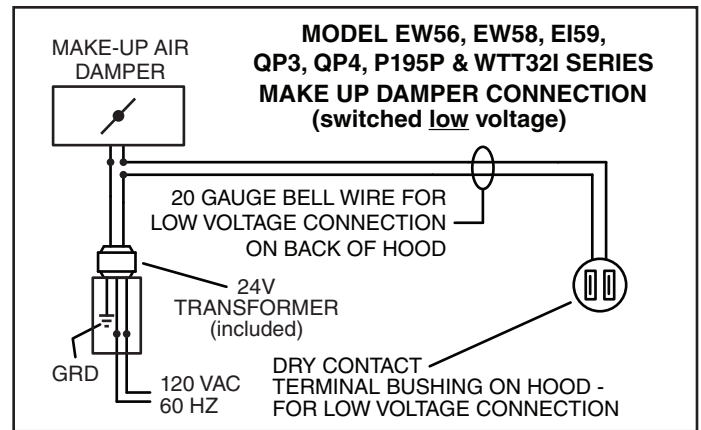 MODEL EW56, EW58, EI59,
QP3, QP4, P195P & WTT32I SERIES
MAKE UP DAMPER CONNECTION
(switched low voltage)
MAKE-UP AIR
DAMPER
20 GAUGE BELL WIRE FOR
LOW VOLTAGE CONNECTION
ON BACK OF HOOD
24V
TRANSFORMER
(included)
GRD
120 VAC
60 HZ
DRY CONTACT
TERMINAL BUSHING ON HOOD -
FOR LOW VOLTAGE CONNECTION